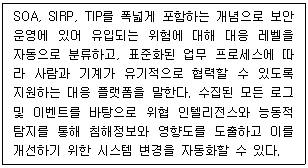 SOA, SIRP, TIP를 폭넓게 포함하는 개념으로 보안
운영에 있어 유입되는 위협에 대해 대응 레벨을
자동으로 분류하고, 표준화된 업무 프로세스에 따
라 사람과 기계가 유기적으로 협력할 수 있도록
지원하는 대응 플랫폼을 말한다. 수집된 모든 로그
및 이벤트를 바탕으로 위협 인텔리전스와 능동적
탐지를 통해 침해정보와 영향도를 도출하고 이를
개선하기 위한 시스템 변경을 자동화할 수 있다.